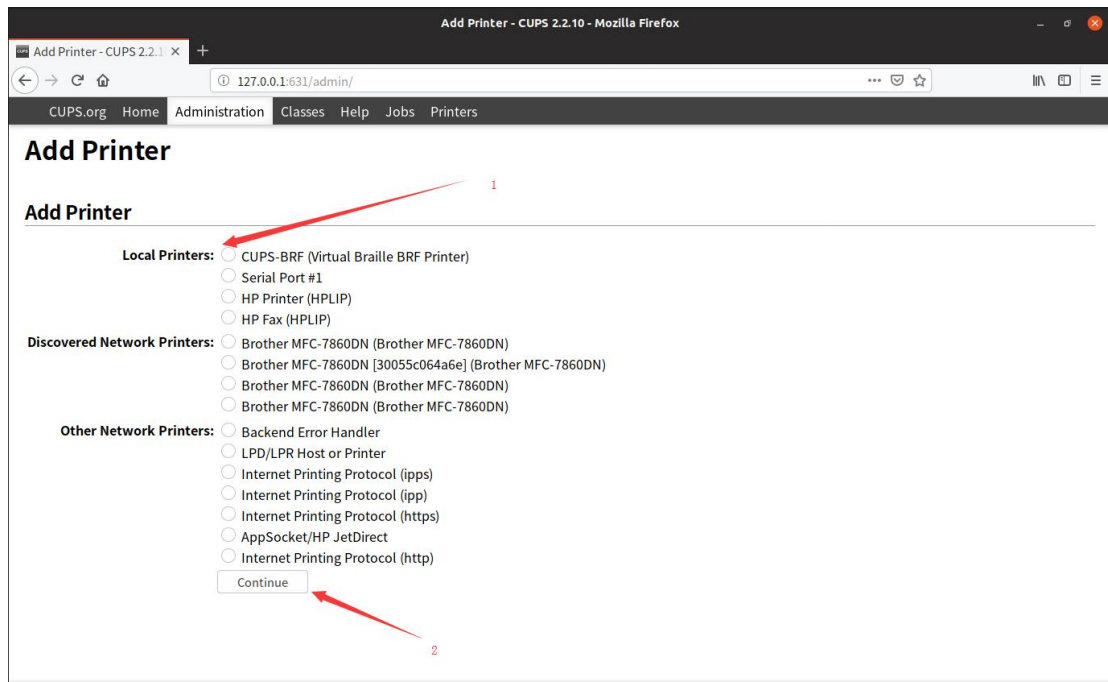 Add Printer - CUPS 2.2.10 - Mozilla Firefox
Add Printer - CUPS 2.2.1
127.0.0.1:631/admin/
CUPS.org Home Administration Classes Help Jobs Printers
Add Printer
1
Add Printer
Local Printers: CUPS-BRF (Virtual Braille BRF Printer)
Serial Port #1
HP Printer (HPLIP)
HP Fax (HPLIP)
Discovered Network Printers: Brother MFC-7860DN (Brother MFC-7860DN)
Brother MFC-7860DN [30055c064a6e] (Brother MFC-7860DN)
Brother MFC-7860DN (Brother MFC-7860DN)
Brother MFC-7860DN (Brother MFC-7860DN)
Other Network Printers: Backend Error Handler
LPD/LPR Host or Printer
Internet Printing Protocol (ipps)
Internet Printing Protocol (ipp)
Internet Printing Protocol (https)
AppSocket/HP JetDirect
Internet Printing Protocol (http)
Continue
2